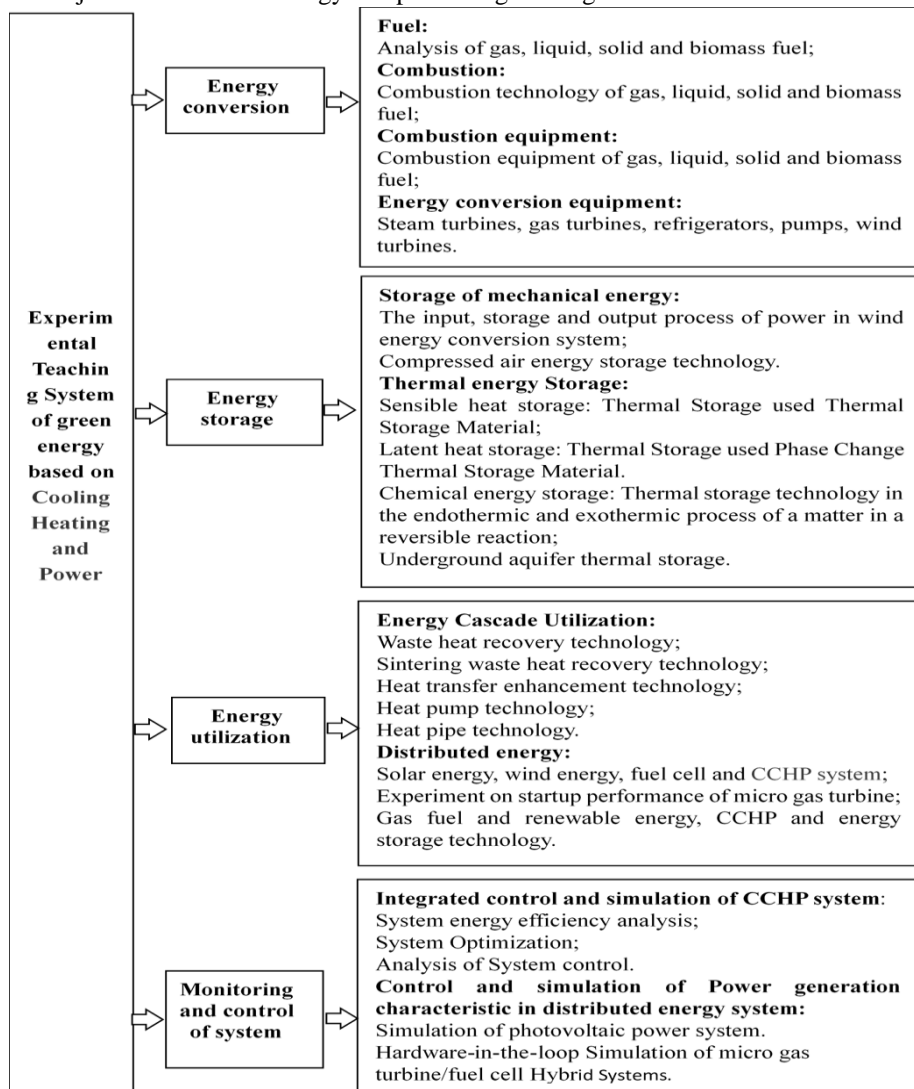 Experim
ental
Teachin
g System
of green
energy
based on
Cooling
Heating
and
Power
Energy
conversion
Fuel:
Analysis of gas, liquid, solid and biomass fuel;
Combustion:
Combustion technology of gas, liquid, solid and biomass
fuel;
Combustion equipment:
Combustion equipment of gas, liquid, solid and biomass
fuel;
Energy conversion equipment:
Steam turbines, gas turbines, refrigerators, pumps, wind
turbines.
Energy
storage
Storage of mechanical energy:
The input, storage and output process of power in wind
energy conversion system;
Compressed air energy storage technology.
Thermal energy Storage:
Sensible heat storage: Thermal Storage used Thermal
Storage Material;
Latent heat storage: Thermal Storage used Phase Change
Thermal Storage Material.
Chemical energy storage: Thermal storage technology in
the endothermic and exothermic process of a matter in a
reversible reaction;
Underground aquifer thermal storage.
Energy
utilization
Energy Cascade Utilization:
Waste heat recovery technology;
Sintering waste heat recovery technology;
Heat transfer enhancement technology;
Heat pump technology;
Heat pipe technology.
Distributed energy:
Solar energy, wind energy, fuel cell and CCHP system;
Experiment on startup performance of micro gas turbine;
Gas fuel and renewable energy, CCHP and energy
storage technology.
Monitoring
and control
of system
Integrated control and simulation of CCHP system:
System energy efficiency analysis;
System Optimization;
Analysis of System control.
Control and simulation of Power generation
characteristic in distributed energy system:
Simulation of photovoltaic power system.
Hardware-in-the-loop Simulation of micro gas
turbine/fuel cell Hybrid Systems.